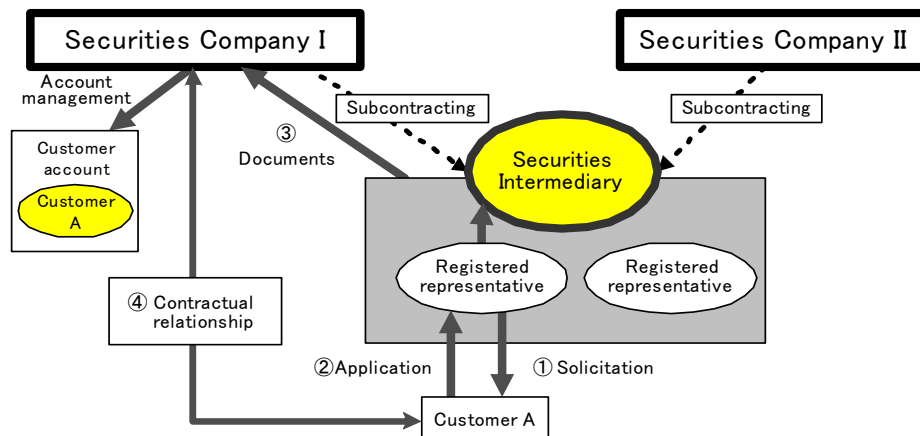 Securities Company I
Securities Company II
Account
management
Subcontracting
Subcontracting
③
Documents
Customer
account
Customer
A
Securities
Intermediary
Registered
representative
Registered
representative
④ Contractual
relationship
②Application
① Solicitation
Customer A